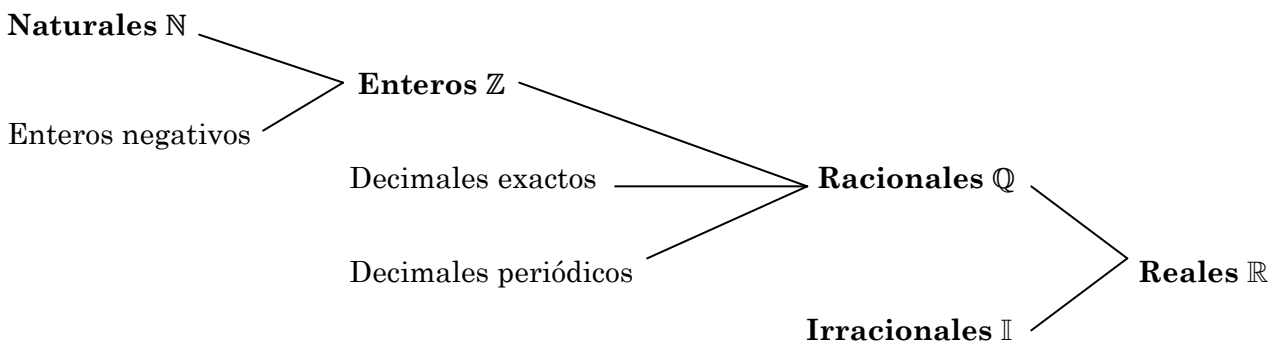 Naturales ℕ
Enteros ℤ
Enteros negativos
Decimales exactos
Racionales ℚ
Decimales periódicos
Reales ℝ
Irracionales 𝕀